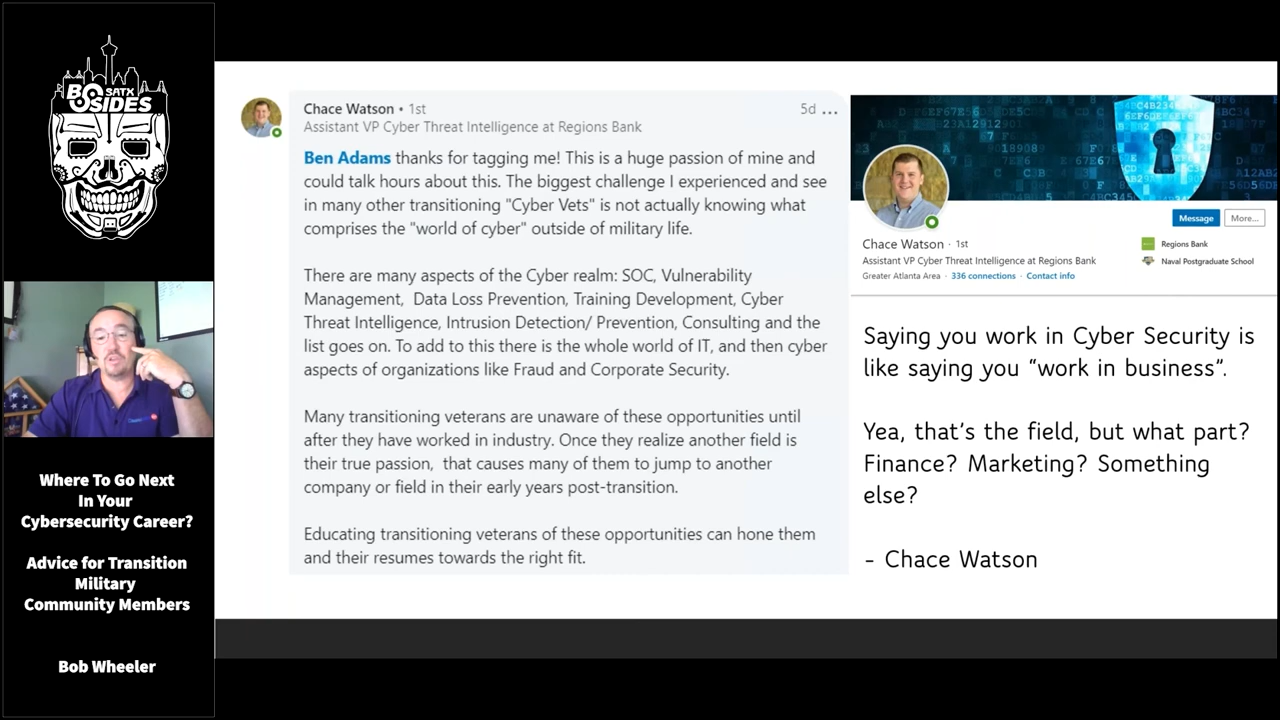 BSIDES
SATX
Where To Go Next
In Your
Cybersecurity Career?
Advice for Transition
Military
Community Members
Bob Wheeler
Chace Watson • 1st
5d ...
Assistant VP Cyber Threat Intelligence at Regions Bank
Ben Adams thanks for tagging me! This is a huge passion of mine and
could talk hours about this. The biggest challenge I experienced and see
in many other transitioning "Cyber Vets" is not actually knowing what
comprises the "world of cyber" outside of military life.
There are many aspects of the Cyber realm: SOC, Vulnerability
Management, Data Loss Prevention, Training Development, Cyber
Threat Intelligence, Intrusion Detection/ Prevention, Consulting and the
list goes on. To add to this there is the whole world of IT, and then cyber
aspects of organizations like Fraud and Corporate Security.
Many transitioning veterans are unaware of these opportunities until
after they have worked in industry. Once they realize another field is
their true passion, that causes many of them to jump to another
company or field in their early years post-transition.
Educating transitioning veterans of these opportunities can hone them
and their resumes towards the right fit.
Message
More...
Chace Watson · 1st
Assistant VP Cyber Threat Intelligence at Regions Bank
Greater Atlanta Area · 336 connections · Contact info
Regions Bank
Naval Postgraduate School
Saying you work in Cyber Security is
like saying you “work in business”.
Yea, that’s the field, but what part?
Finance? Marketing? Something
else?
- Chace Watson